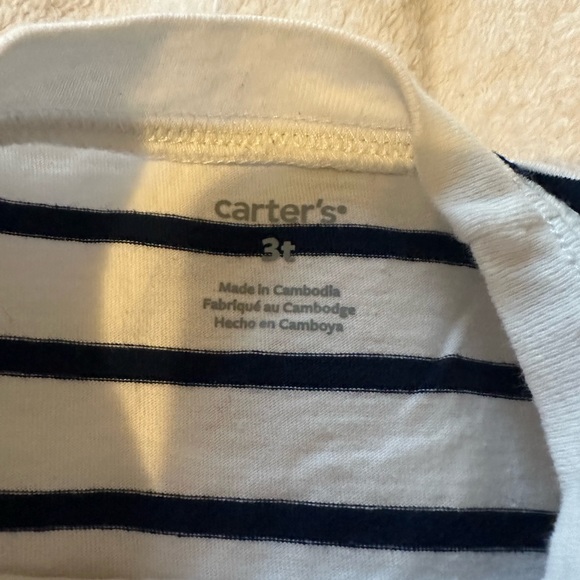 carter's
3t
Made in Cambodia
Fabriqué au Cambodge
Hecho en Camboya